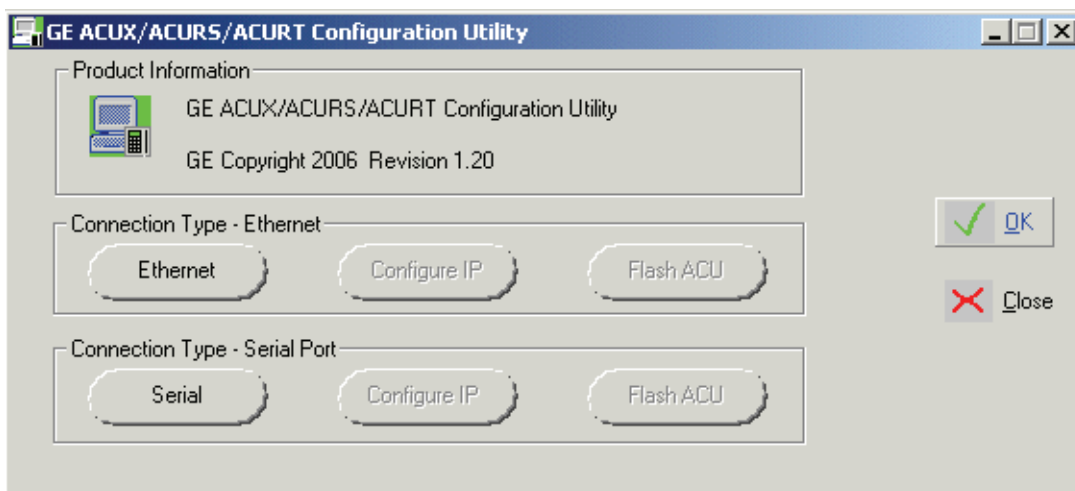 GE ACUX/ACURS/ACURT Configuration Utility
Product Information
GE ACUX/ACURS/ACURT Configuration Utility
GE Copyright 2006 Revision 1.20
Connection Type - Ethernet
Ethernet Configure IP Flash ACU
OK
Close
Connection Type - Serial Port
Serial Configure IP Flash ACU